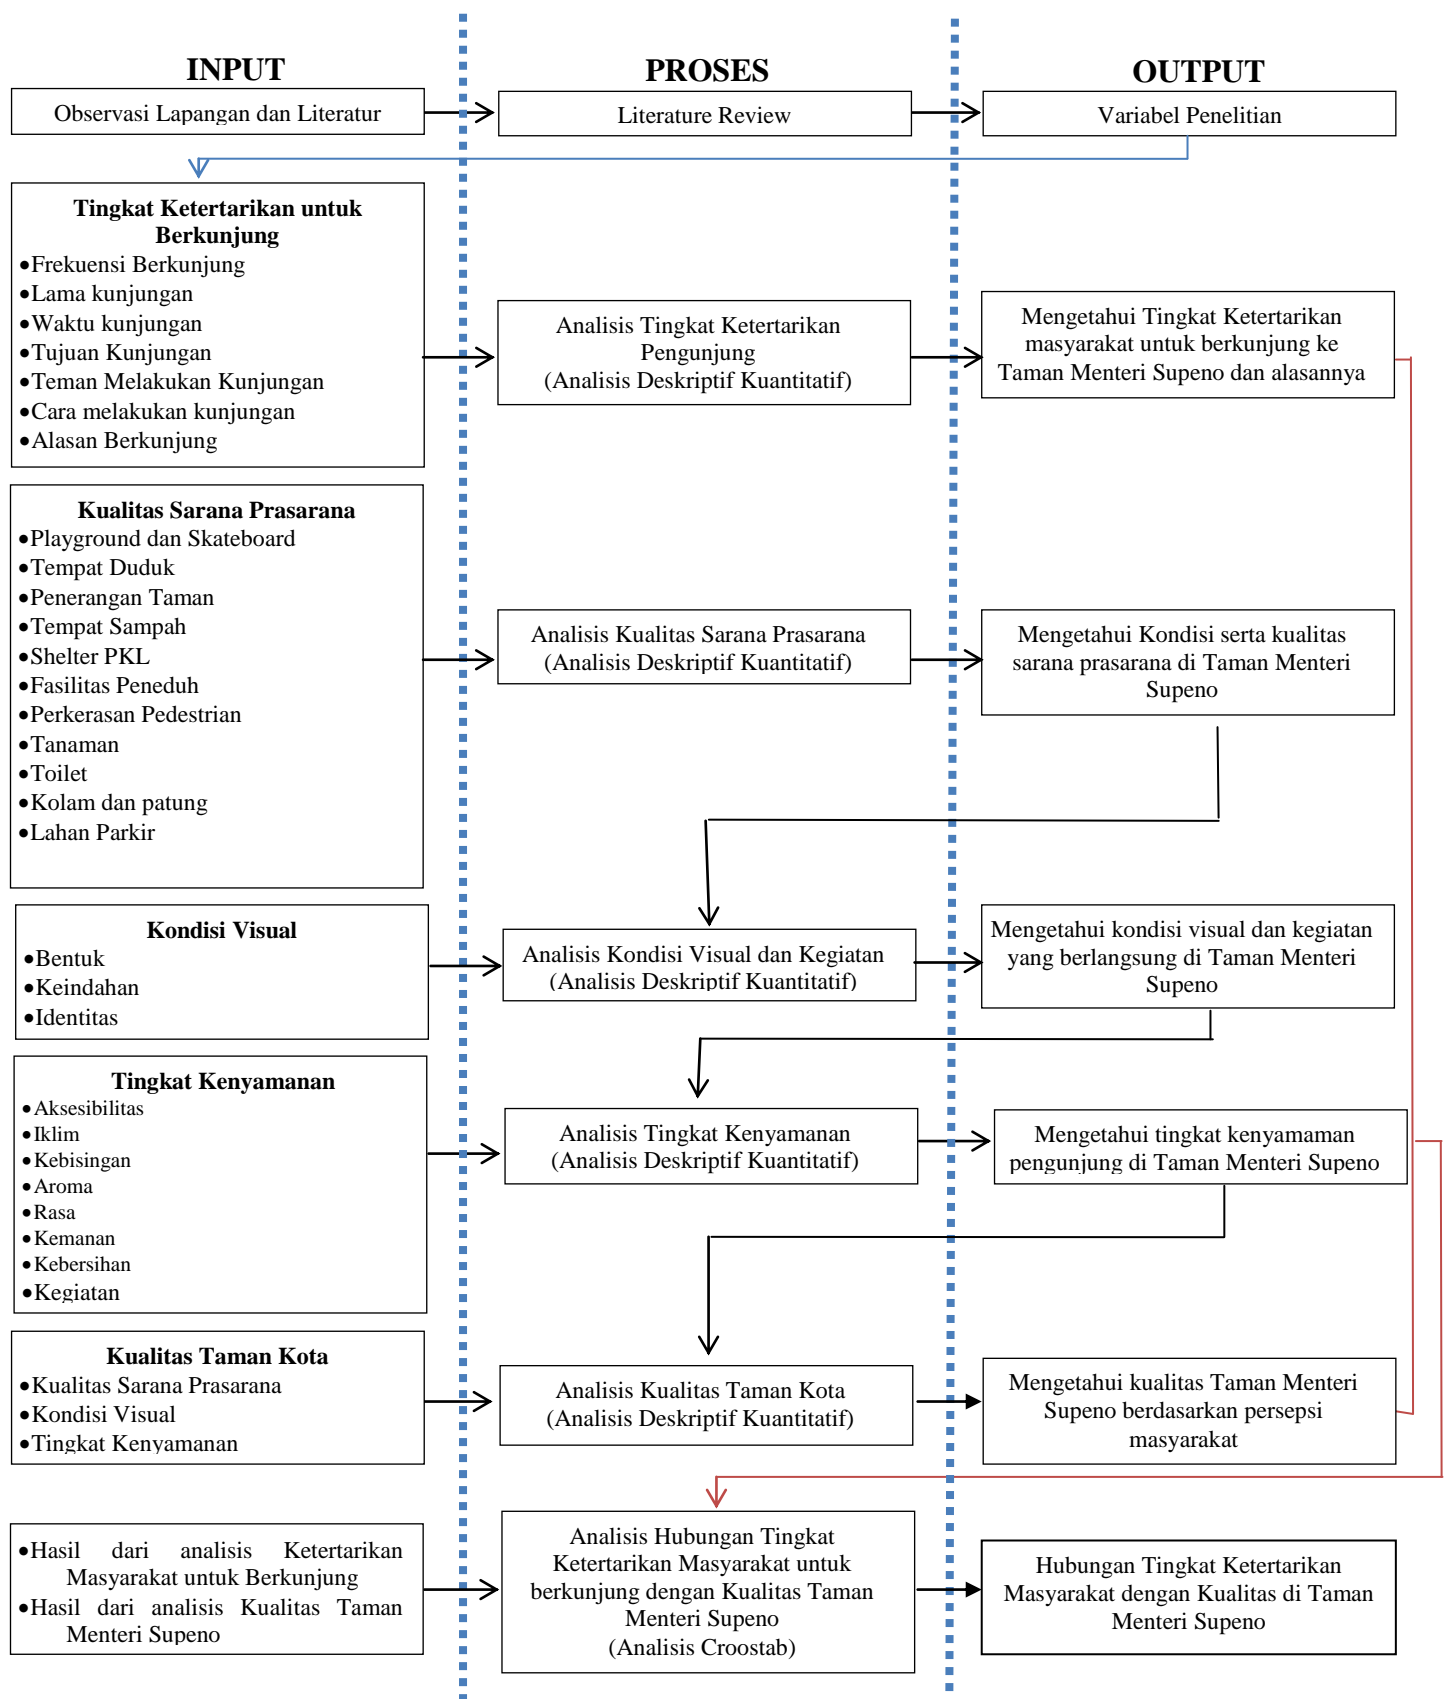 INPUT
PROSES
OUTPUT
Observasi Lapangan dan Literatur
Literature Review
Variabel Penelitian
Tingkat Ketertarikan untuk
Berkunjung
•Frekuensi Berkunjung
•Lama kunjungan
•Waktu kunjungan
•Tujuan Kunjungan
•Teman Melakukan Kunjungan
•Cara melakukan kunjungan
•Alasan Berkunjung
Analisis Tingkat Ketertarikan
Pengunjung
(Analisis Deskriptif Kuantitatif)
Mengetahui Tingkat Ketertarikan
masyarakat untuk berkunjung ke
Taman Menteri Supeno dan alasannya
Kualitas Sarana Prasarana
•Playground dan Skateboard
•Tempat Duduk
•Penerangan Taman
•Tempat Sampah
•Shelter PKL
•Fasilitas Peneduh
•Perkerasan Pedestrian
•Tanaman
•Toilet
•Kolam dan patung
•Lahan Parkir
Analisis Kualitas Sarana Prasarana
(Analisis Deskriptif Kuantitatif)
Mengetahui Kondisi serta kualitas
sarana prasarana di Taman Menteri
Supeno
Kondisi Visual
•Bentuk
•Keindahan
•Identitas
Analisis Kondisi Visual dan Kegiatan
(Analisis Deskriptif Kuantitatif)
Mengetahui kondisi visual dan kegiatan
yang berlangsung di Taman Menteri
Supeno
Tingkat Kenyamanan
•Aksesibilitas
•Iklim
•Kebisingan
•Aroma
•Rasa
•Kemanan
•Kebersihan
•Kegiatan
Analisis Tingkat Kenyamanan
(Analisis Deskriptif Kuantitatif)
Mengetahui tingkat kenyamaman
pengunjung di Taman Menteri Supeno
Kualitas Taman Kota
•Kualitas Sarana Prasarana
•Kondisi Visual
•Tingkat Kenyamanan
Analisis Kualitas Taman Kota
(Analisis Deskriptif Kuantitatif)
Mengetahui kualitas Taman Menteri
Supeno berdasarkan persepsi
masyarakat
•Hasil dari analisis Ketertarikan
Masyarakat untuk Berkunjung
•Hasil dari analisis Kualitas Taman
Menteri Supeno
Analisis Hubungan Tingkat
Ketertarikan Masyarakat untuk
berkunjung dengan Kualitas Taman
Menteri Supeno
(Analisis Croostab)
Hubungan Tingkat Ketertarikan
Masyarakat dengan Kualitas di Taman
Menteri Supeno